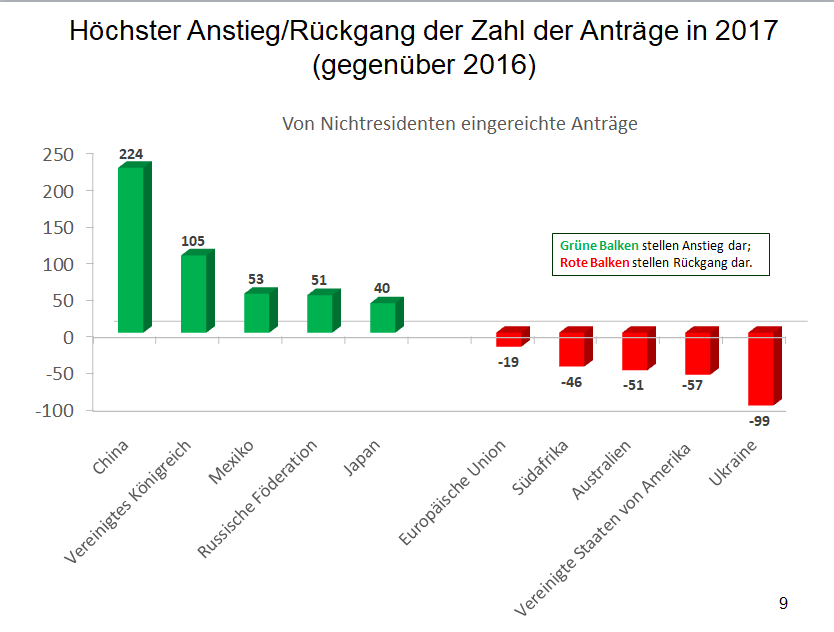 Höchster Anstieg/Rückgang der Zahl der Anträge in 2017
(gegenüber 2016)
Von Nichtresidenten eingereichte Anträge
250
200
150
100
50
0
-50
-100
224
105
53
51
40
-19
-46
-51
-57
-99
Grüne Balken stellen Anstieg dar;
Rote Balken stellen Rückgang dar.
China
Vereinigtes Königreich
Mexiko
Russische Föderation
Japan
Europäische Union
Südafrika
Australien
Vereinigte Staaten von Amerika
Ukraine
9